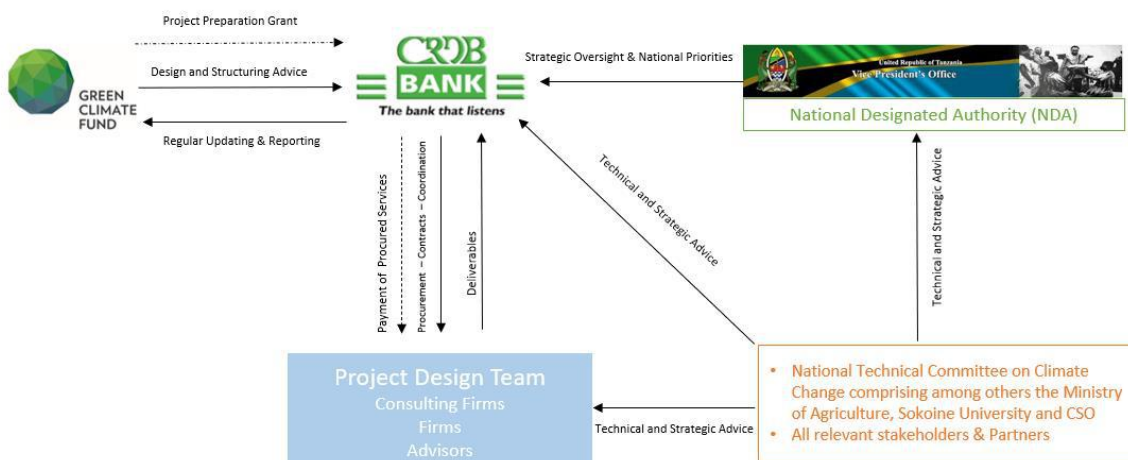 Project Preparation Grant
GREEN
CLIMATE
FUND
Design and Structuring Advice
Regular Updating & Reporting
CRDB
BANK
The bank that listens
Strategic Oversight & National Priorities
United Republic of Tanzania
Vice President's Office
National Designated Authority (NDA)
Payment of Procured Services
Procurement – Contracts – Coordination
Deliverables
Technical and Strategic Advice
Technical and Strategic Advice
Project Design Team
Consulting Firms
Firms
Advisors
Technical and Strategic Advice
• National Technical Committee on Climate
Change comprising among others the Ministry
of Agriculture, Sokoine University and CSO
• All relevant stakeholders & Partners